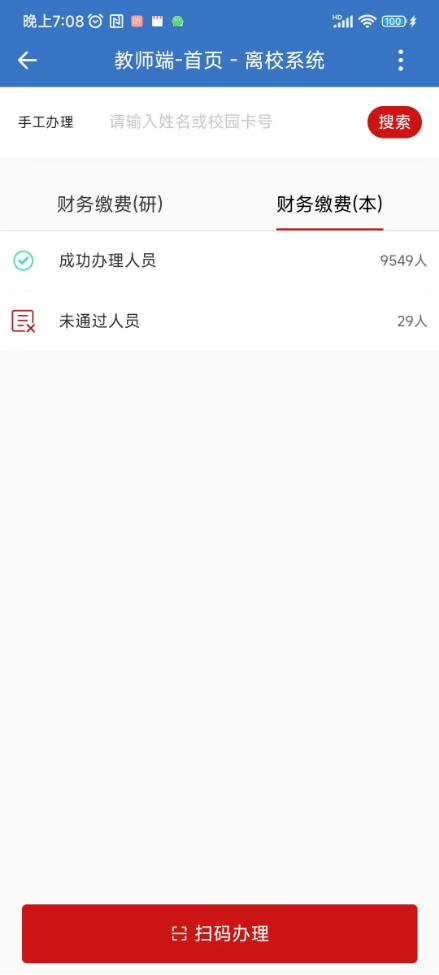 晚上7:08
HD
100
教师端-首页 - 离校系统
手工办理 请输入姓名或校园卡号 搜索
财务缴费(研) 财务缴费(本)
成功办理人员 9549人
未通过人员 29人
扫码办理